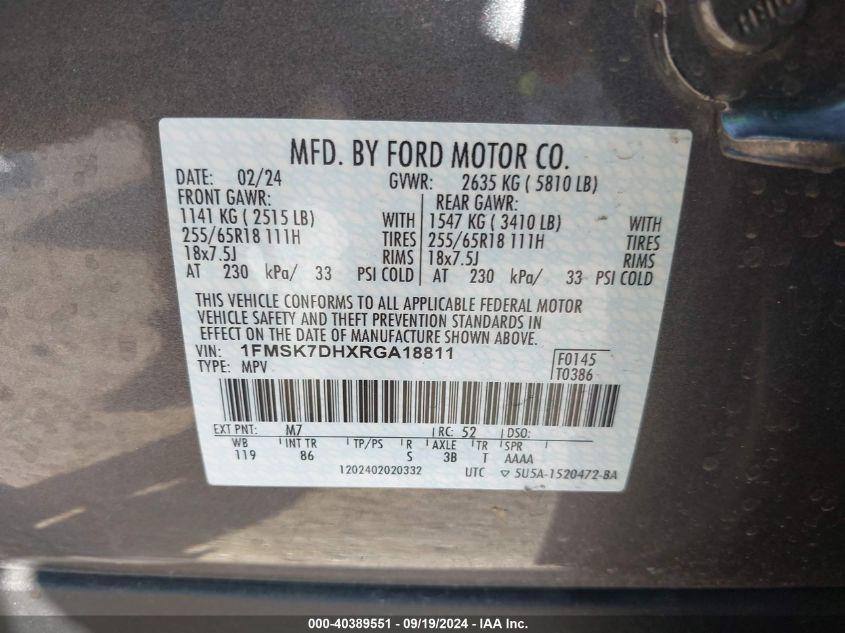 MFD. BY FORD MOTOR CO.
DATE: 02/24 GVWR: 2635 KG ( 5810 LB)
FRONT GAWR: REAR GAWR:
1141 KG ( 2515 LB) WITH 1547 KG ( 3410 LB) WITH
255/65R18 111H TIRES 255/65R18 111H TIRES
18x7.5J RIMS 18x7.5J RIMS
AT 230 kPa/ 33 PSI COLD AT 230 kPa/ 33 PSI COLD
THIS VEHICLE CONFORMS TO ALL APPLICABLE FEDERAL MOTOR
VEHICLE SAFETY AND THEFT PREVENTION STANDARDS IN
EFFECT ON THE DATE OF MANUFACTURE SHOWN ABOVE.
VIN: 1FMSK7DHXRGA18811 F0145
TYPE: MPV T0386
EXT PNT: M7 RC: 52 DSO:
WB INT TR TP/PS R AXLE TR SPR
119 86 S 3B T AAAA
1202402020332 UTC ▽ 5U5A-1520472-BA
000-40389551 - 09/19/2024 - IAA Inc.